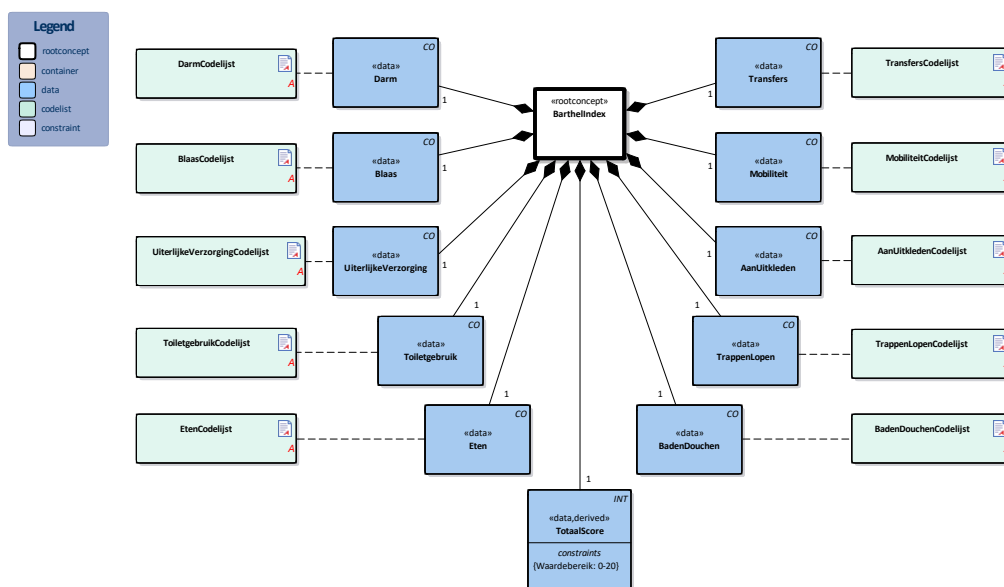 Legend
rootconcept
container
data
codelist
constraint
DarmCodelijst
A
CO
«data»
Darm
1
CO
«data»
Transfers
1
TransfersCodelijst
A
«rootconcept»
BarthelIndex
BlaasCodelijst
A
CO
«data»
Blaas
1
CO
«data»
Mobiliteit
1
MobiliteitCodelijst
A
UiterlijkeVerzorgingCodelijst
A
CO
«data»
UiterlijkeVerzorging
1
CO
«data»
AanUitkleden
1
AanUitkledenCodelijst
A
ToiletgebruikCodelijst
A
CO
«data»
Toiletgebruik
1
CO
«data»
TrappenLopen
1
TrappenLopenCodelijst
A
EtenCodelijst
A
CO
«data»
Eten
1
CO
«data»
BadenDouchen
1
BadenDouchenCodelijst
A
1
INT
«data,derived»
TotaalScore
constraints
{Waardebereik: 0-20}